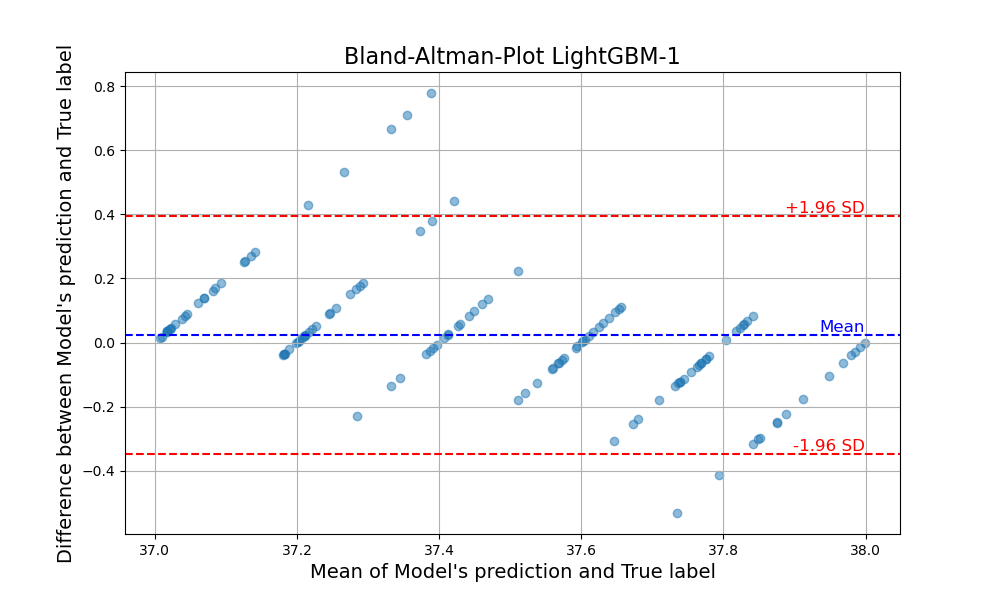 Bland-Altman-Plot LightGBM-1
Difference between Model's prediction and True label
0.8
0.6
0.4
0.2
0.0
−0.2
−0.4
+1.96 SD
Mean
-1.96 SD
37.0 37.2 37.4 37.6 37.8 38.0
Mean of Model's prediction and True label